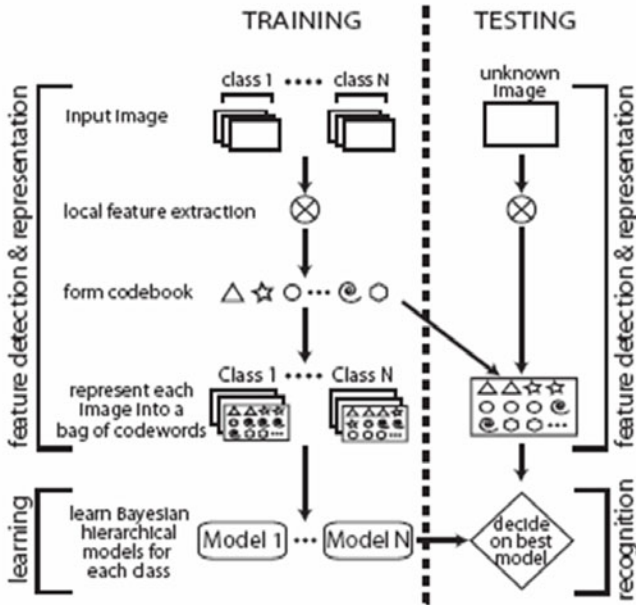 TRAINING
TESTING
class 1 •••• class N
unknown
Image
Input Image
local feature extraction
form codebook
...
Class 1 •••• Class N
represent each
Image Into a
bag of codewords
...
...
...
feature detection & representation
feature detection & representation
learn Bayesian
hierarchical
models for
each class
Model 1 ... Model N
decide
on best
model
learning
recognition